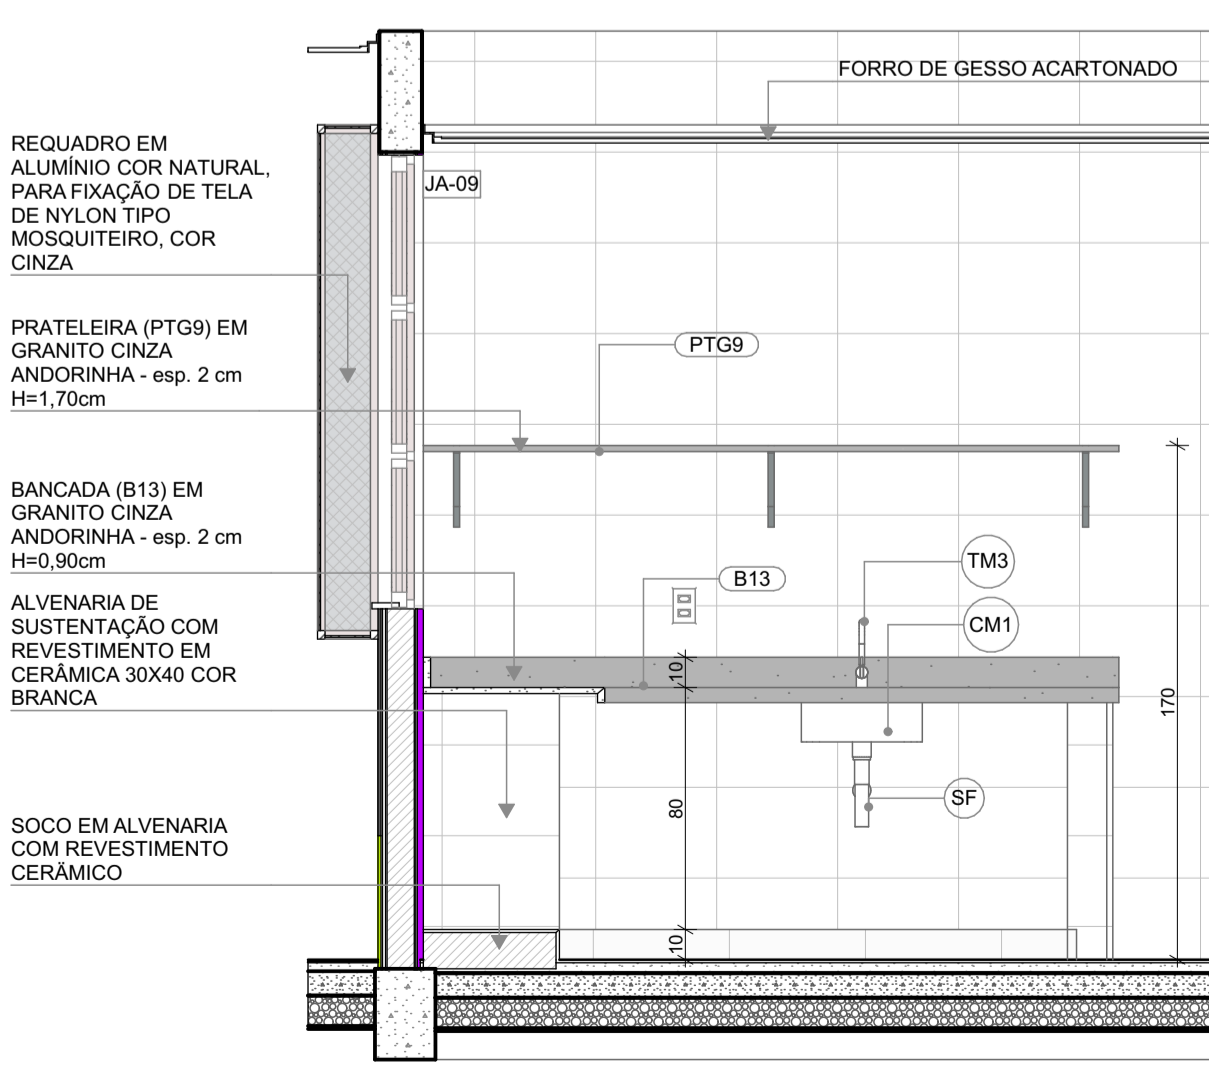 FORRO DE GESSO ACARTONADO
REQUADRO EM
ALUMÍNIO COR NATURAL,
PARA FIXAÇÃO DE TELA
DE NYLON TIPO
MOSQUITEIRO, COR
CINZA
JA-09
PRATELEIRA (PTG9) EM
GRANITO CINZA
ANDORINHA - esp. 2 cm
H=1,70cm
PTG9
BANCADA (B13) EM
GRANITO CINZA
ANDORINHA - esp. 2 cm
H=0,90cm
B13
TM3
CM1
ALVENARIA DE
SUSTENTAÇÃO COM
REVESTIMENTO EM
CERÂMICA 30X40 COR
BRANCA
10
170
80
SF
SOCO EM ALVENARIA
COM REVESTIMENTO
CERÄMICO
10